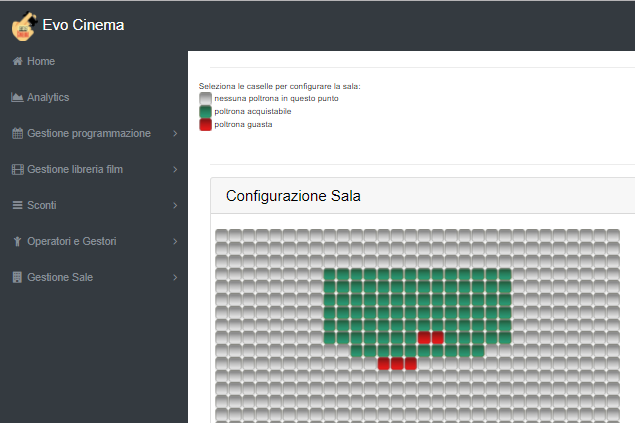 Evo Cinema
Home
Analytics
Gestione programmazione
Gestione libreria film
Sconti
Operatori e Gestori
Gestione Sale
Seleziona le caselle per configurare la sala:
nessuna poltrona in questo punto
poltrona acquistabile
poltrona guasta
Configurazione Sala